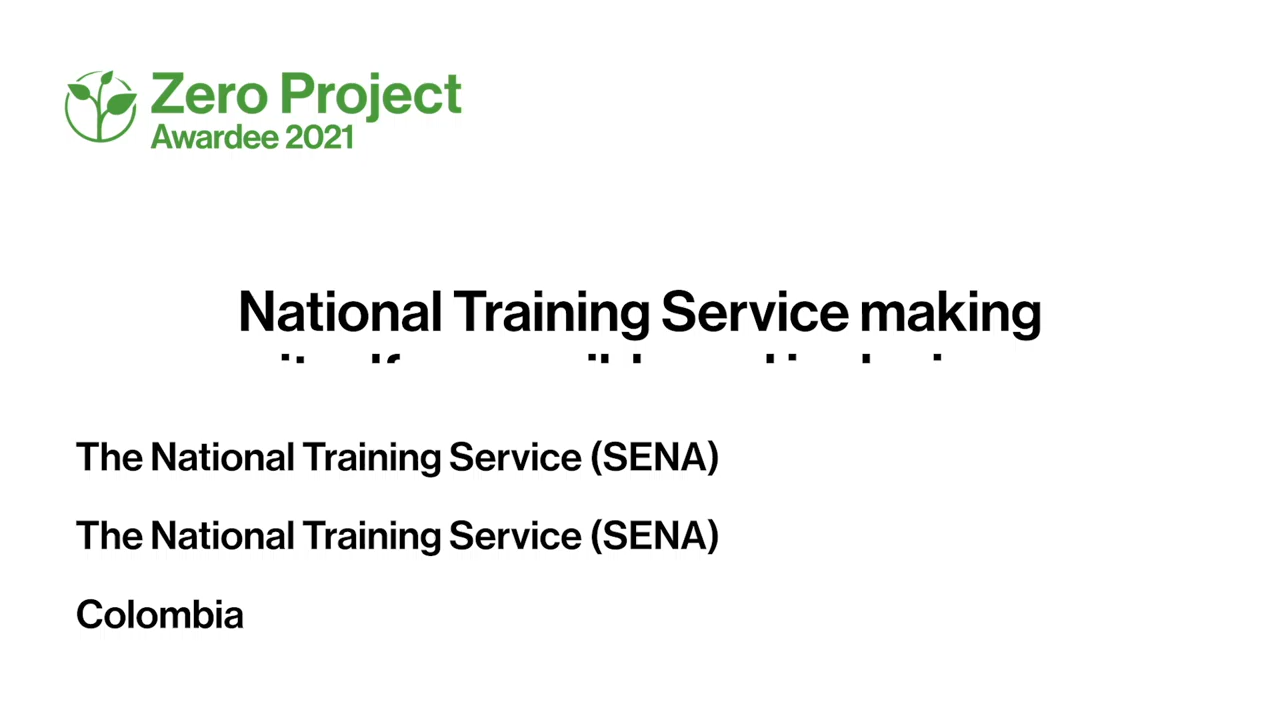 Zero Project
Awardee 2021
National Training Service making
The National Training Service (SENA)
The National Training Service (SENA)
Colombia